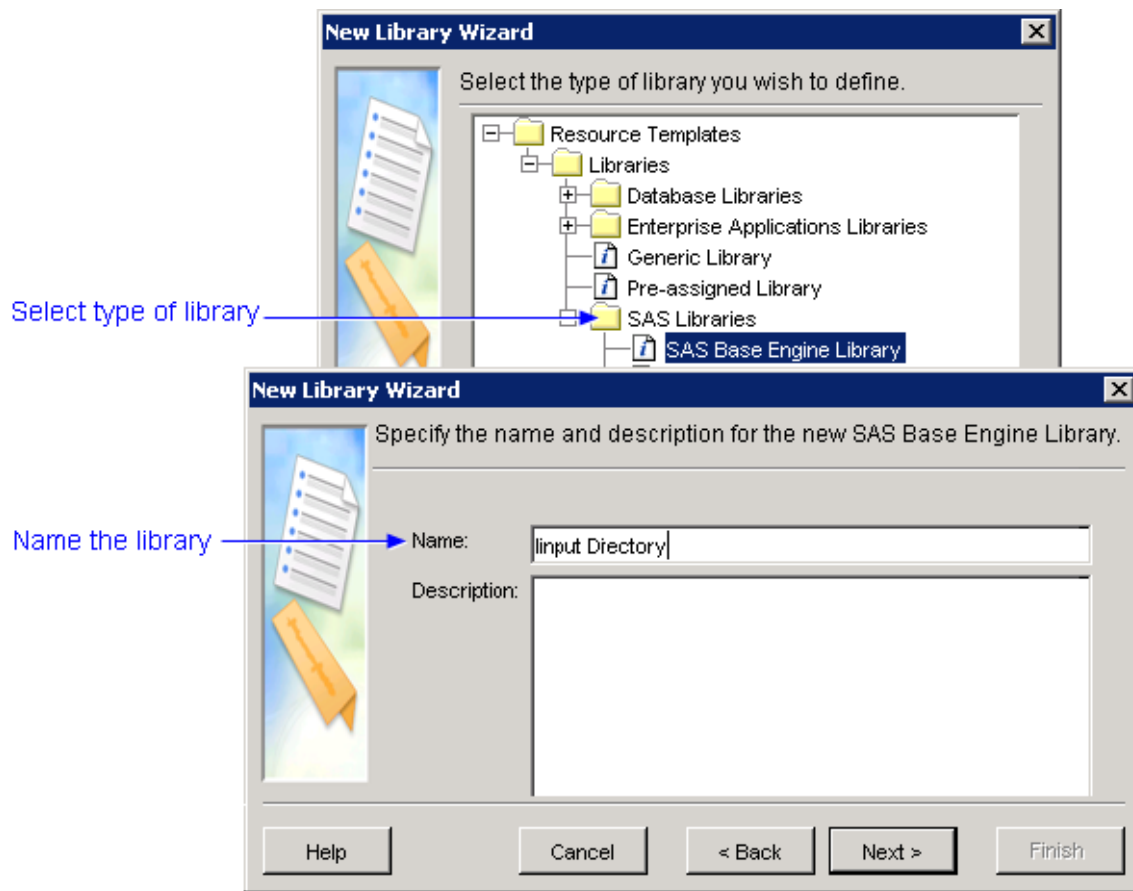 New Library Wizard
Select the type of library you wish to define.
Resource Templates
Libraries
Database Libraries
Enterprise Applications Libraries
Generic Library
Pre-assigned Library
Select type of library
SAS Libraries
SAS Base Engine Library
New Library Wizard
Specify the name and description for the new SAS Base Engine Library.
Name the library
Name:
linput Directory
Description:
Help
Cancel
< Back
Next >
Finish